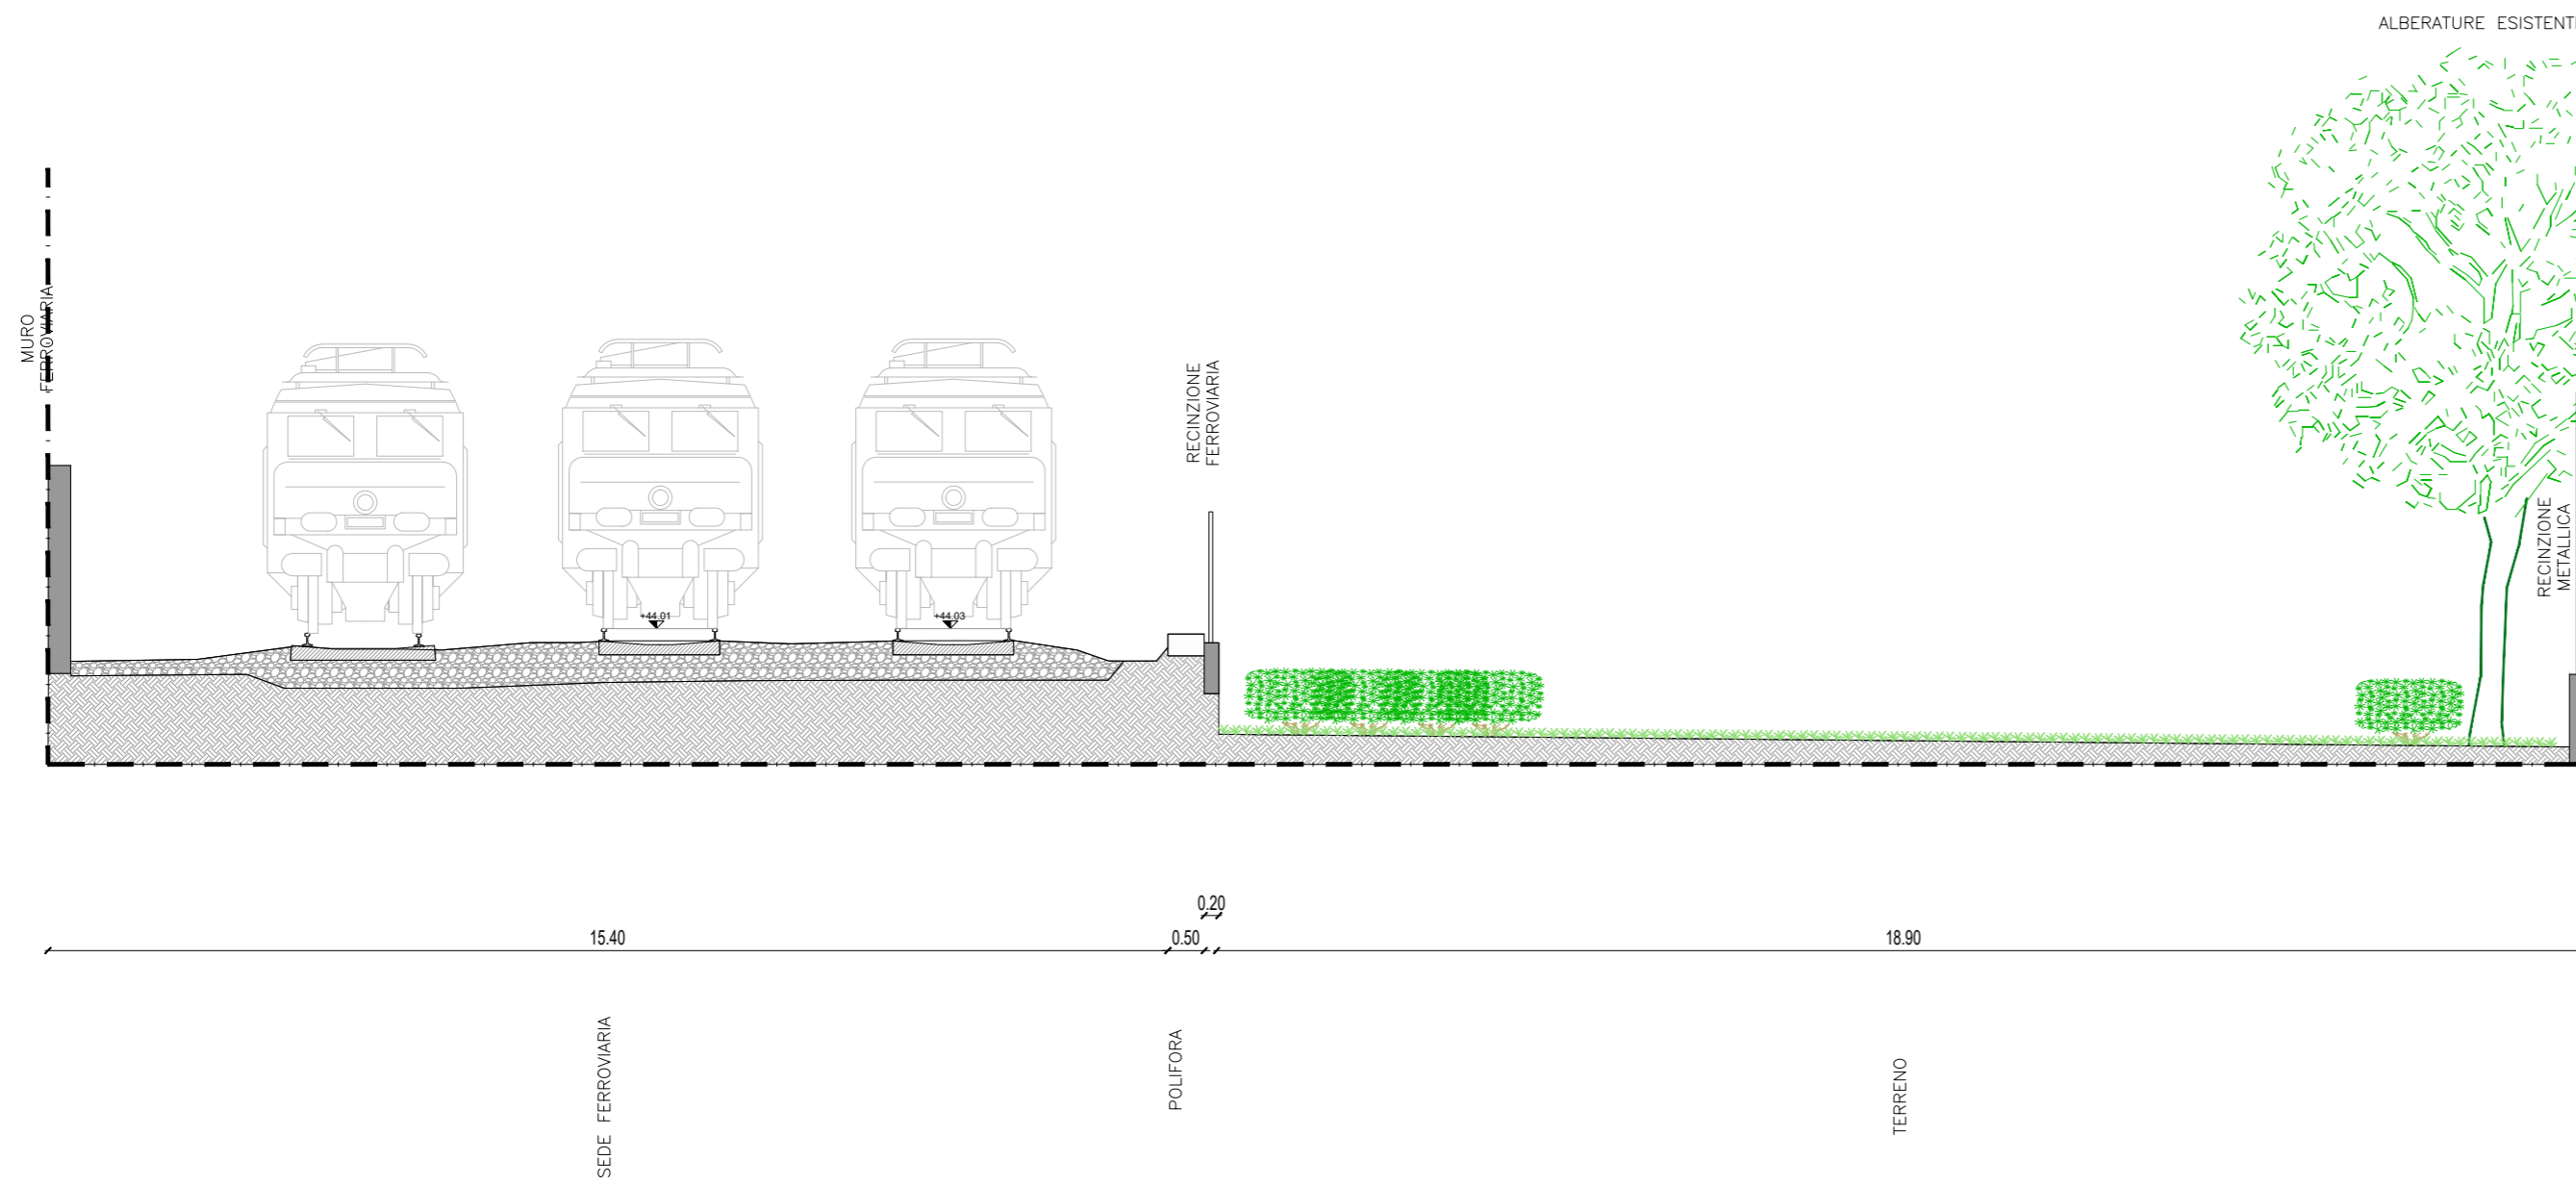 ALBERATURE ESISTENTI
MURO
FERROVIARIA
RECINZIONE
FERROVIARIA
RECINZIONE
METALLICA
+44.01
+44.03
0.20
15.40
0.50
18.90
SEDE FERROVIARIA
POLIFORA
TERRENO